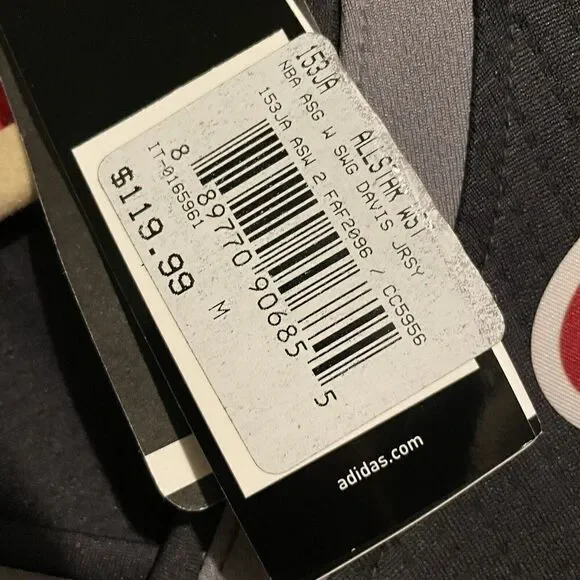 153JA ALLSTAR WST
NBA ASG W SWG DAVIS JRSY
153JA ASW 2 FAF2096 / CC5956
8 89770 90685 5
IT-0165961
M
$119.99
adidas.com